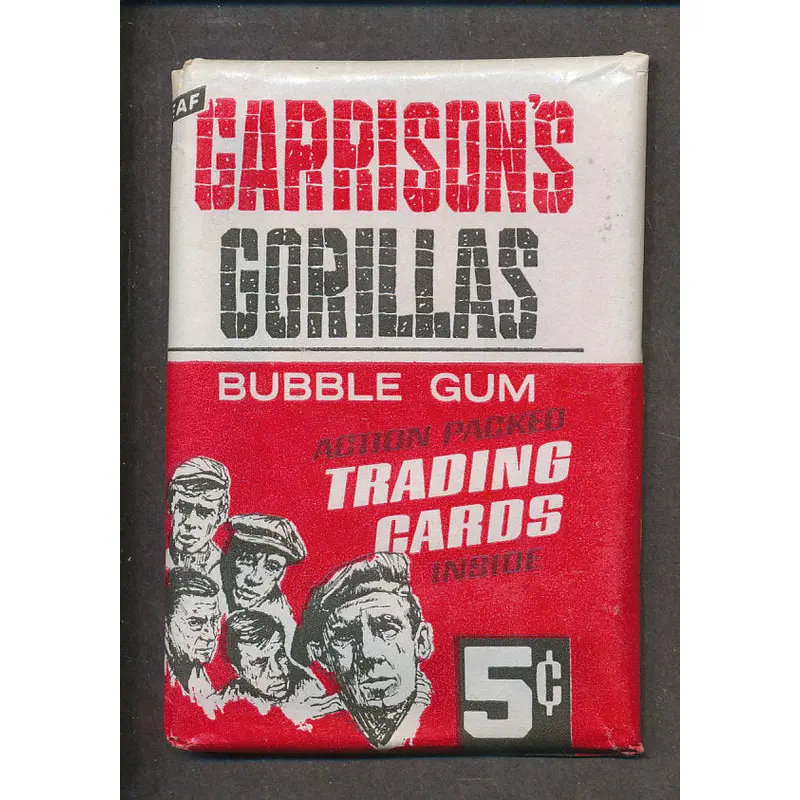 EAF
GARRISON'S
GORILLAS
BUBBLE GUM
ACTION PACKED
TRADING
CARDS
INSIDE
5¢